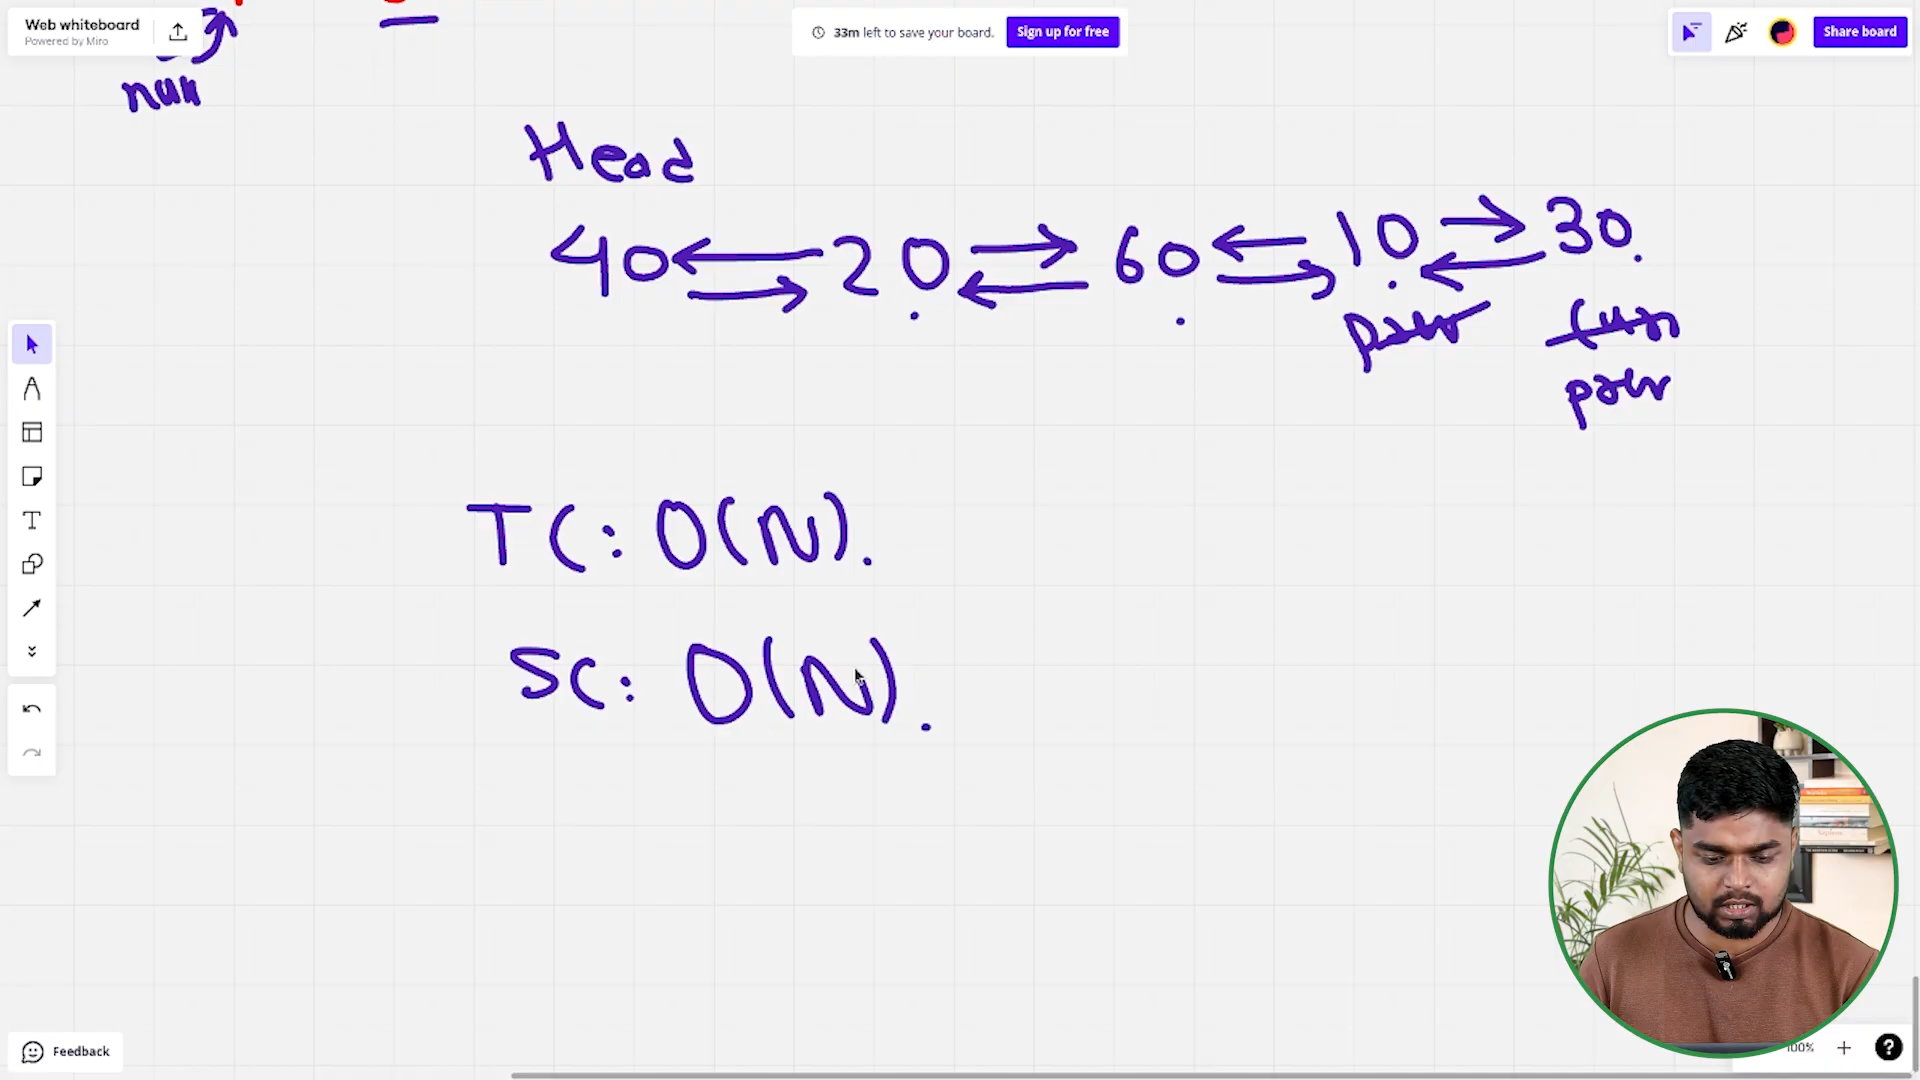 Web whiteboard
Powered by Miro
33m left to save your board.
Sign up for free
Share board
null
Head
40 20 60 10 30
prev curr
prev
TC: O(N).
SC: O(N).
Feedback
100%